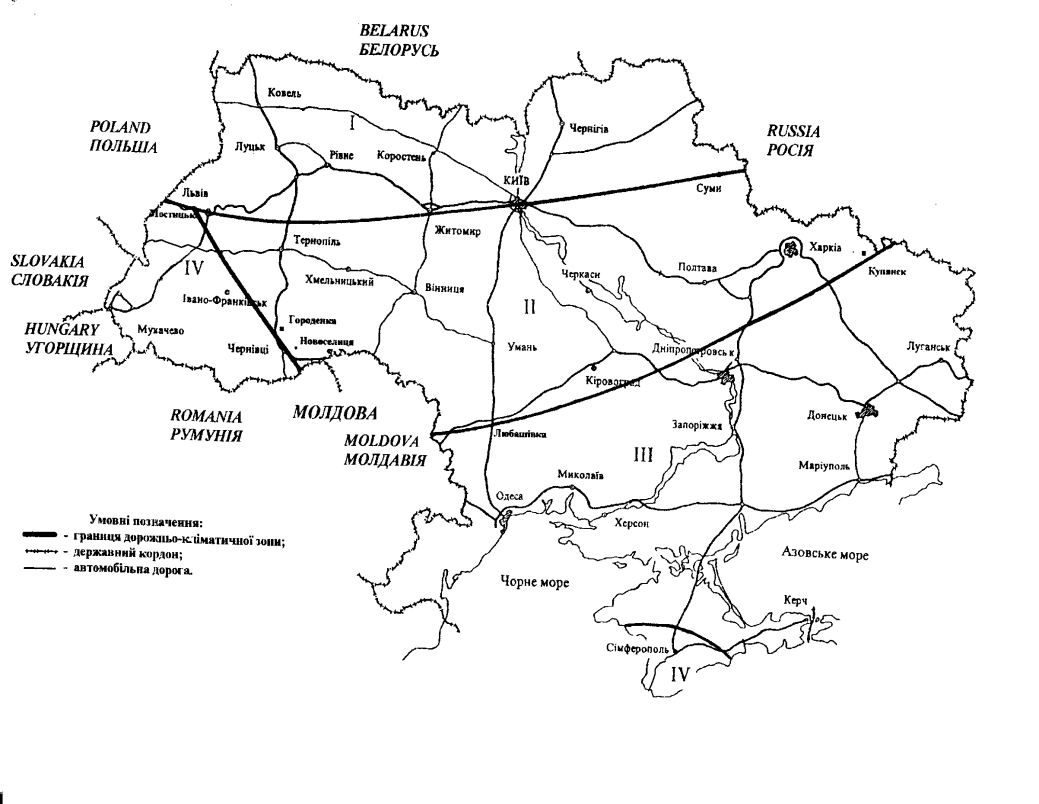 BELARUS
БЕЛОРУСЬ
POLAND
ПОЛЬША
RUSSIA
РОСІЯ
SLOVAKIA
СЛОВАКІЯ
HUNGARY
УГОРЩИНА
ROMANIA
РУМУНІЯ
МОЛДОВА
MOLDOVA
МОЛДАВІЯ
Ковель
I
Чернігів
Луцьк
Рівне
Коростень
КИЇВ
Суми
Львів
Мостицьк
Житомир
Тернопіль
Харків
IV
Хмельницький
Вінниця
Черкаси
Полтава
Купянск
Івано-Франківськ
II
Городенка
Мукачево
Чернівці
Новоселиця
Умань
Дніпропетровськ
Луганськ
Кіровоград
Донецьк
Любашівка
Запоріжжя
III
Миколаїв
Маріуполь
Одеса
Херсон
Азовське море
Чорне море
Керч
Сімферополь
IV
Умовні позначення:
- границя дорожньо-кліматичної зони;
- державний кордон;
- автомобільна дорога.